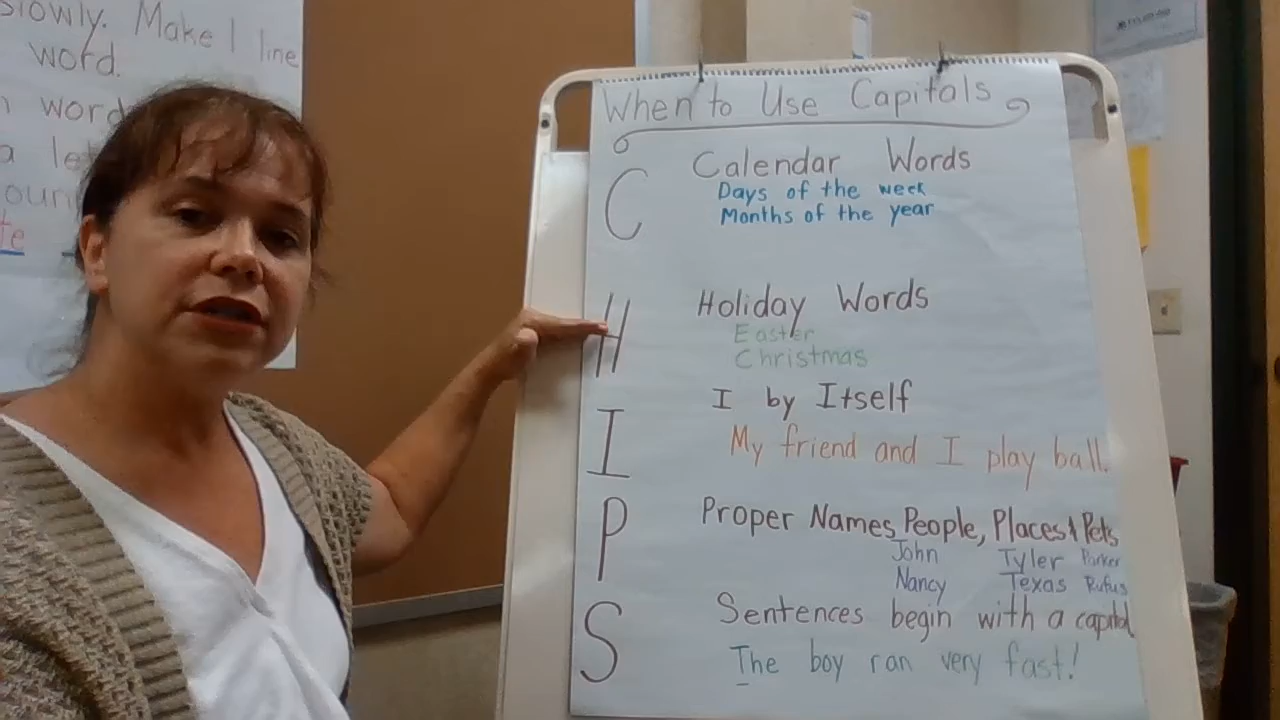 slowly. Make 1 line
word.
word
a le
When to Use Capitals
C Calendar Words
Days of the week
Months of the year
H Holiday Words
Easter
Christmas
I I by Itself
My friend and I play ball.
P Proper Names, People, Places & Pets
John Tyler Parker
Nancy Texas Rufus
S Sentences begin with a capital
The boy ran very fast!